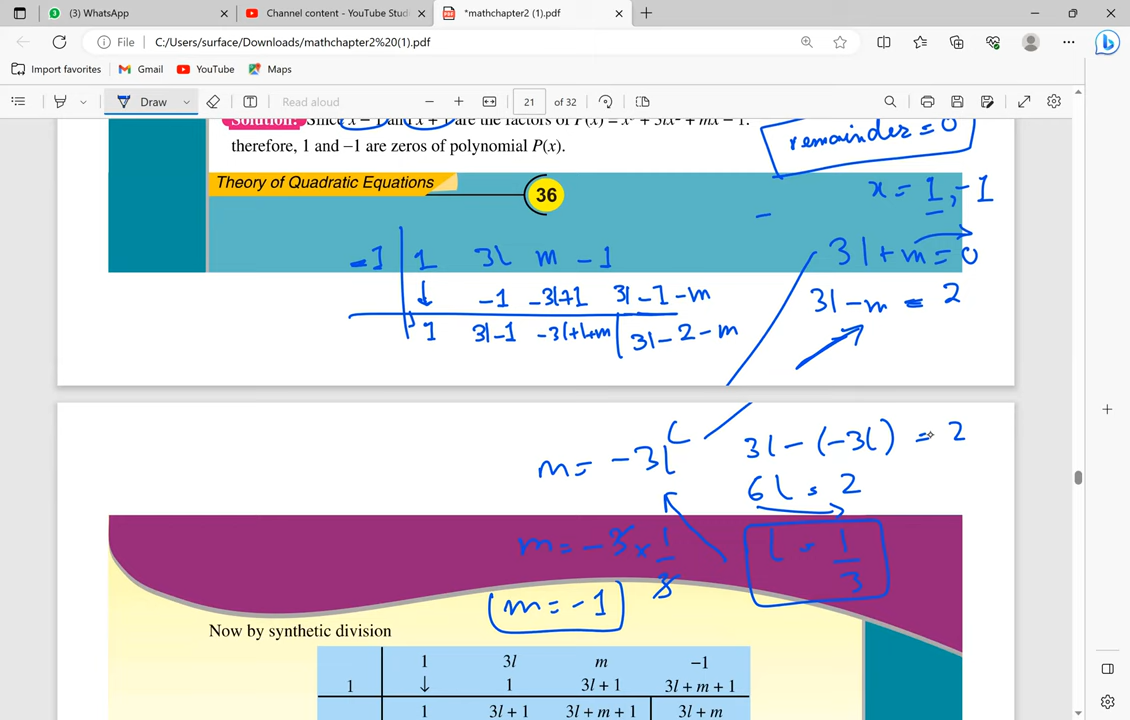 (3) WhatsApp
Channel content - YouTube Studi
*mathchapter2 (1).pdf
File
C:/Users/surface/Downloads/mathchapter2%20(1).pdf
Import favorites
Gmail
YouTube
Maps
Draw
Read aloud
21
of 32
are the factors of
therefore, 1 and −1 are zeros of polynomial P(x).
remainder = 0
Theory of Quadratic Equations
36
x = 1, -1
-1 | 1 3l m -1
3l + m = 0
↓ -1 -3l+1 3l-1-m
3l - m = 2
1 3l-1 -3l+1+m | 3l-2-m
m = -3l
3l - (-3l) = 2
6l = 2
m = -3 × 1/3
l = 1/3
m = -1
Now by synthetic division
1 3l m −1
1 ↓ 1 3l + 1 3l + m + 1
1 3l + 1 3l + m + 1 3l + m